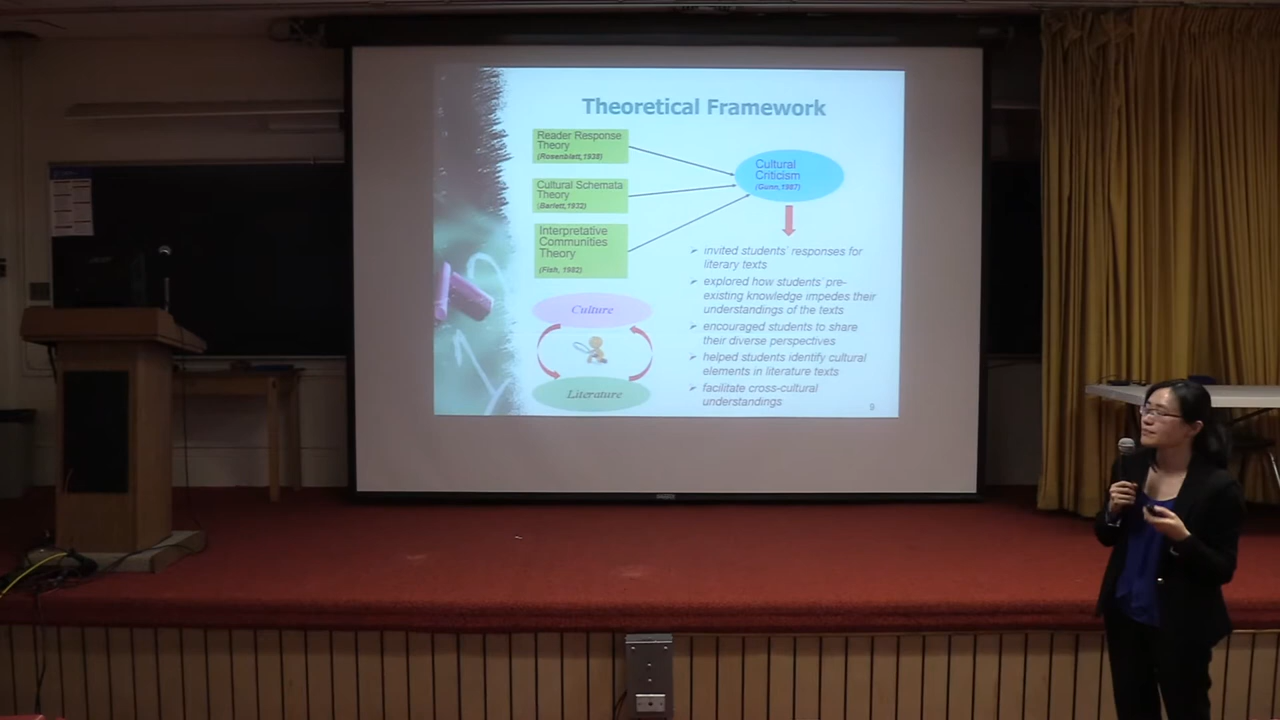 Theoretical Framework
Reader Response
Theory
(Rosenblatt,1938)
Cultural Schemata
Theory
(Barlett,1932)
Interpretative
Communities
Theory
(Fish, 1982)
Cultural
Criticism
(Gunn,1987)
invited students' responses for
literary texts
explored how students' pre-
existing knowledge impedes their
understandings of the texts
encouraged students to share
their diverse perspectives
helped students identify cultural
elements in literature texts
facilitate cross-cultural
understandings
Culture
Literature
9